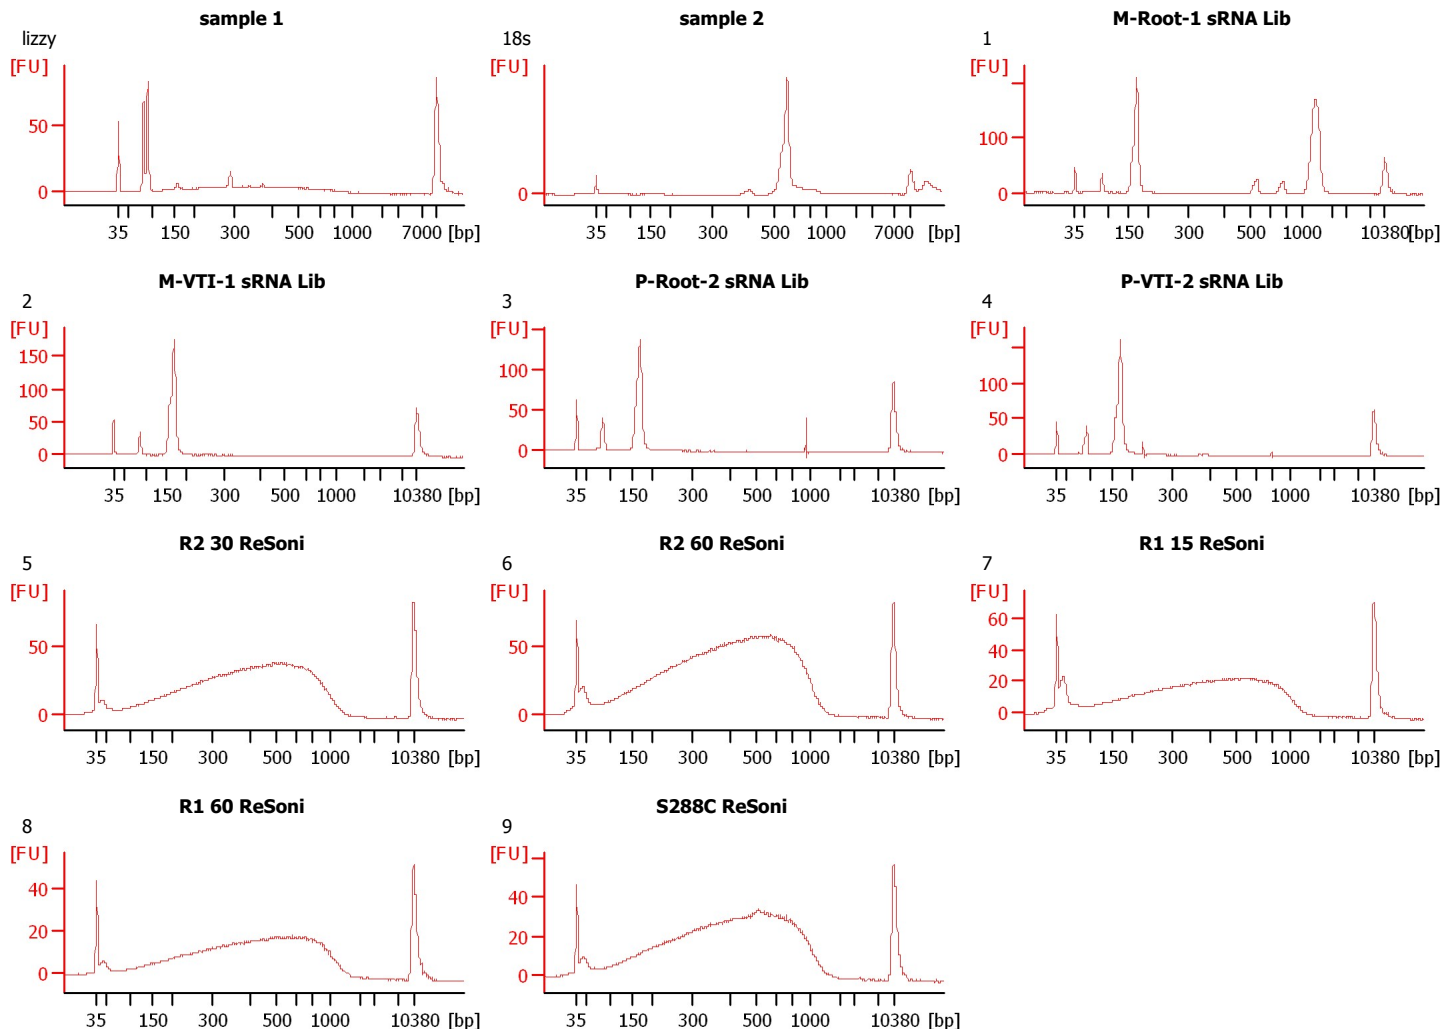 sample 1
lizzy
[FU]
50
0
35 150 300 500 1000 7000 [bp]
sample 2
18s
[FU]
0
35 150 300 500 1000 7000 [bp]
M-Root-1 sRNA Lib
1
[FU]
100
0
35 150 300 500 1000 10380[bp]
M-VTI-1 sRNA Lib
2
[FU]
150
100
50
0
35 150 300 500 1000 10380 [bp]
P-Root-2 sRNA Lib
3
[FU]
100
50
0
35 150 300 500 1000 10380 [bp]
P-VTI-2 sRNA Lib
4
[FU]
100
50
0
35 150 300 500 1000 10380 [bp]
R2 30 ReSoni
5
[FU]
50
0
35 150 300 500 1000 10380 [bp]
R2 60 ReSoni
6
[FU]
50
0
35 150 300 500 1000 10380 [bp]
R1 15 ReSoni
7
[FU]
60
40
20
0
35 150 300 500 1000 10380 [bp]
R1 60 ReSoni
8
[FU]
40
20
0
35 150 300 500 1000 10380 [bp]
S288C ReSoni
9
[FU]
40
20
0
35 150 300 500 1000 10380 [bp]